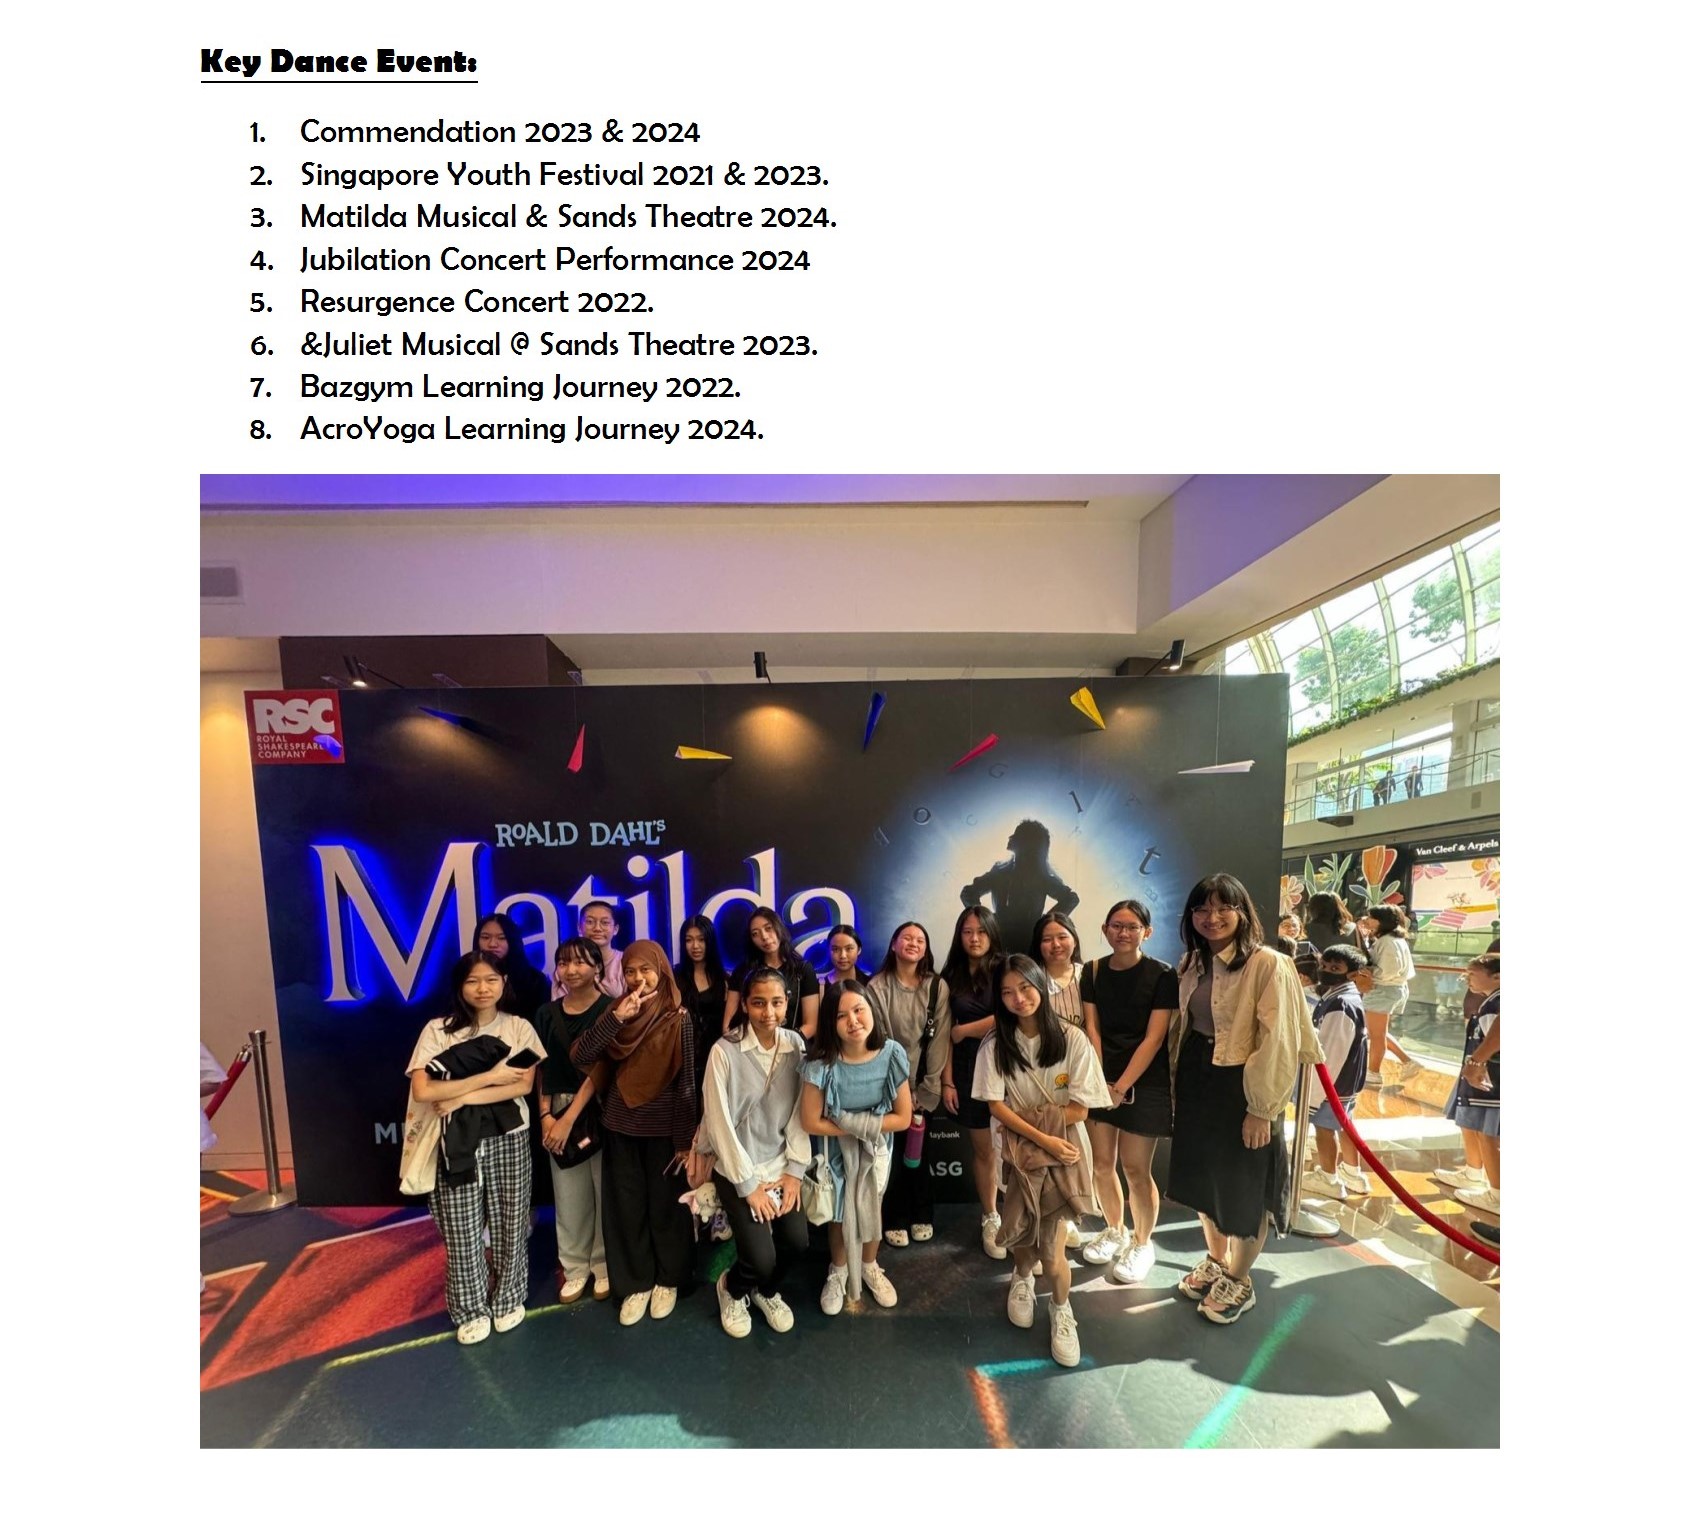 Key Dance Event:
1. Commendation 2023 & 2024
2. Singapore Youth Festival 2021 & 2023.
3. Matilda Musical & Sands Theatre 2024.
4. Jubilation Concert Performance 2024
5. Resurgence Concert 2022.
6. &Juliet Musical @ Sands Theatre 2023.
7. Bazgym Learning Journey 2022.
8. AcroYoga Learning Journey 2024.
RSC
ROYAL
SHAKESPEARE
COMPANY
ROALD DAHL'S
Matilda
Van Cleef & Arpels
Maybank